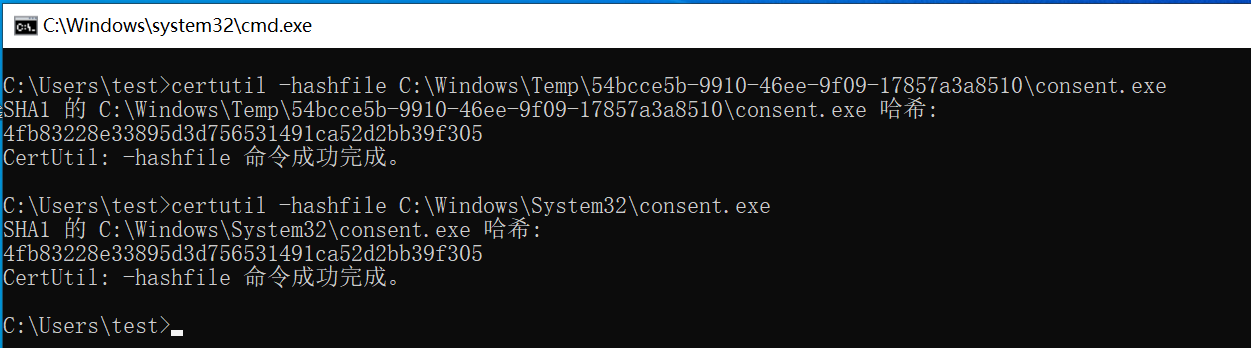 C:\Windows\system32\cmd.exe
C:\Users\test>certutil -hashfile C:\Windows\Temp\54bcce5b-9910-46ee-9f09-17857a3a8510\consent.exe
SHA1 的 C:\Windows\Temp\54bcce5b-9910-46ee-9f09-17857a3a8510\consent.exe 哈希:
4fb83228e33895d3d756531491ca52d2bb39f305
CertUtil: -hashfile 命令成功完成。
C:\Users\test>certutil -hashfile C:\Windows\System32\consent.exe
SHA1 的 C:\Windows\System32\consent.exe 哈希:
4fb83228e33895d3d756531491ca52d2bb39f305
CertUtil: -hashfile 命令成功完成。
C:\Users\test>